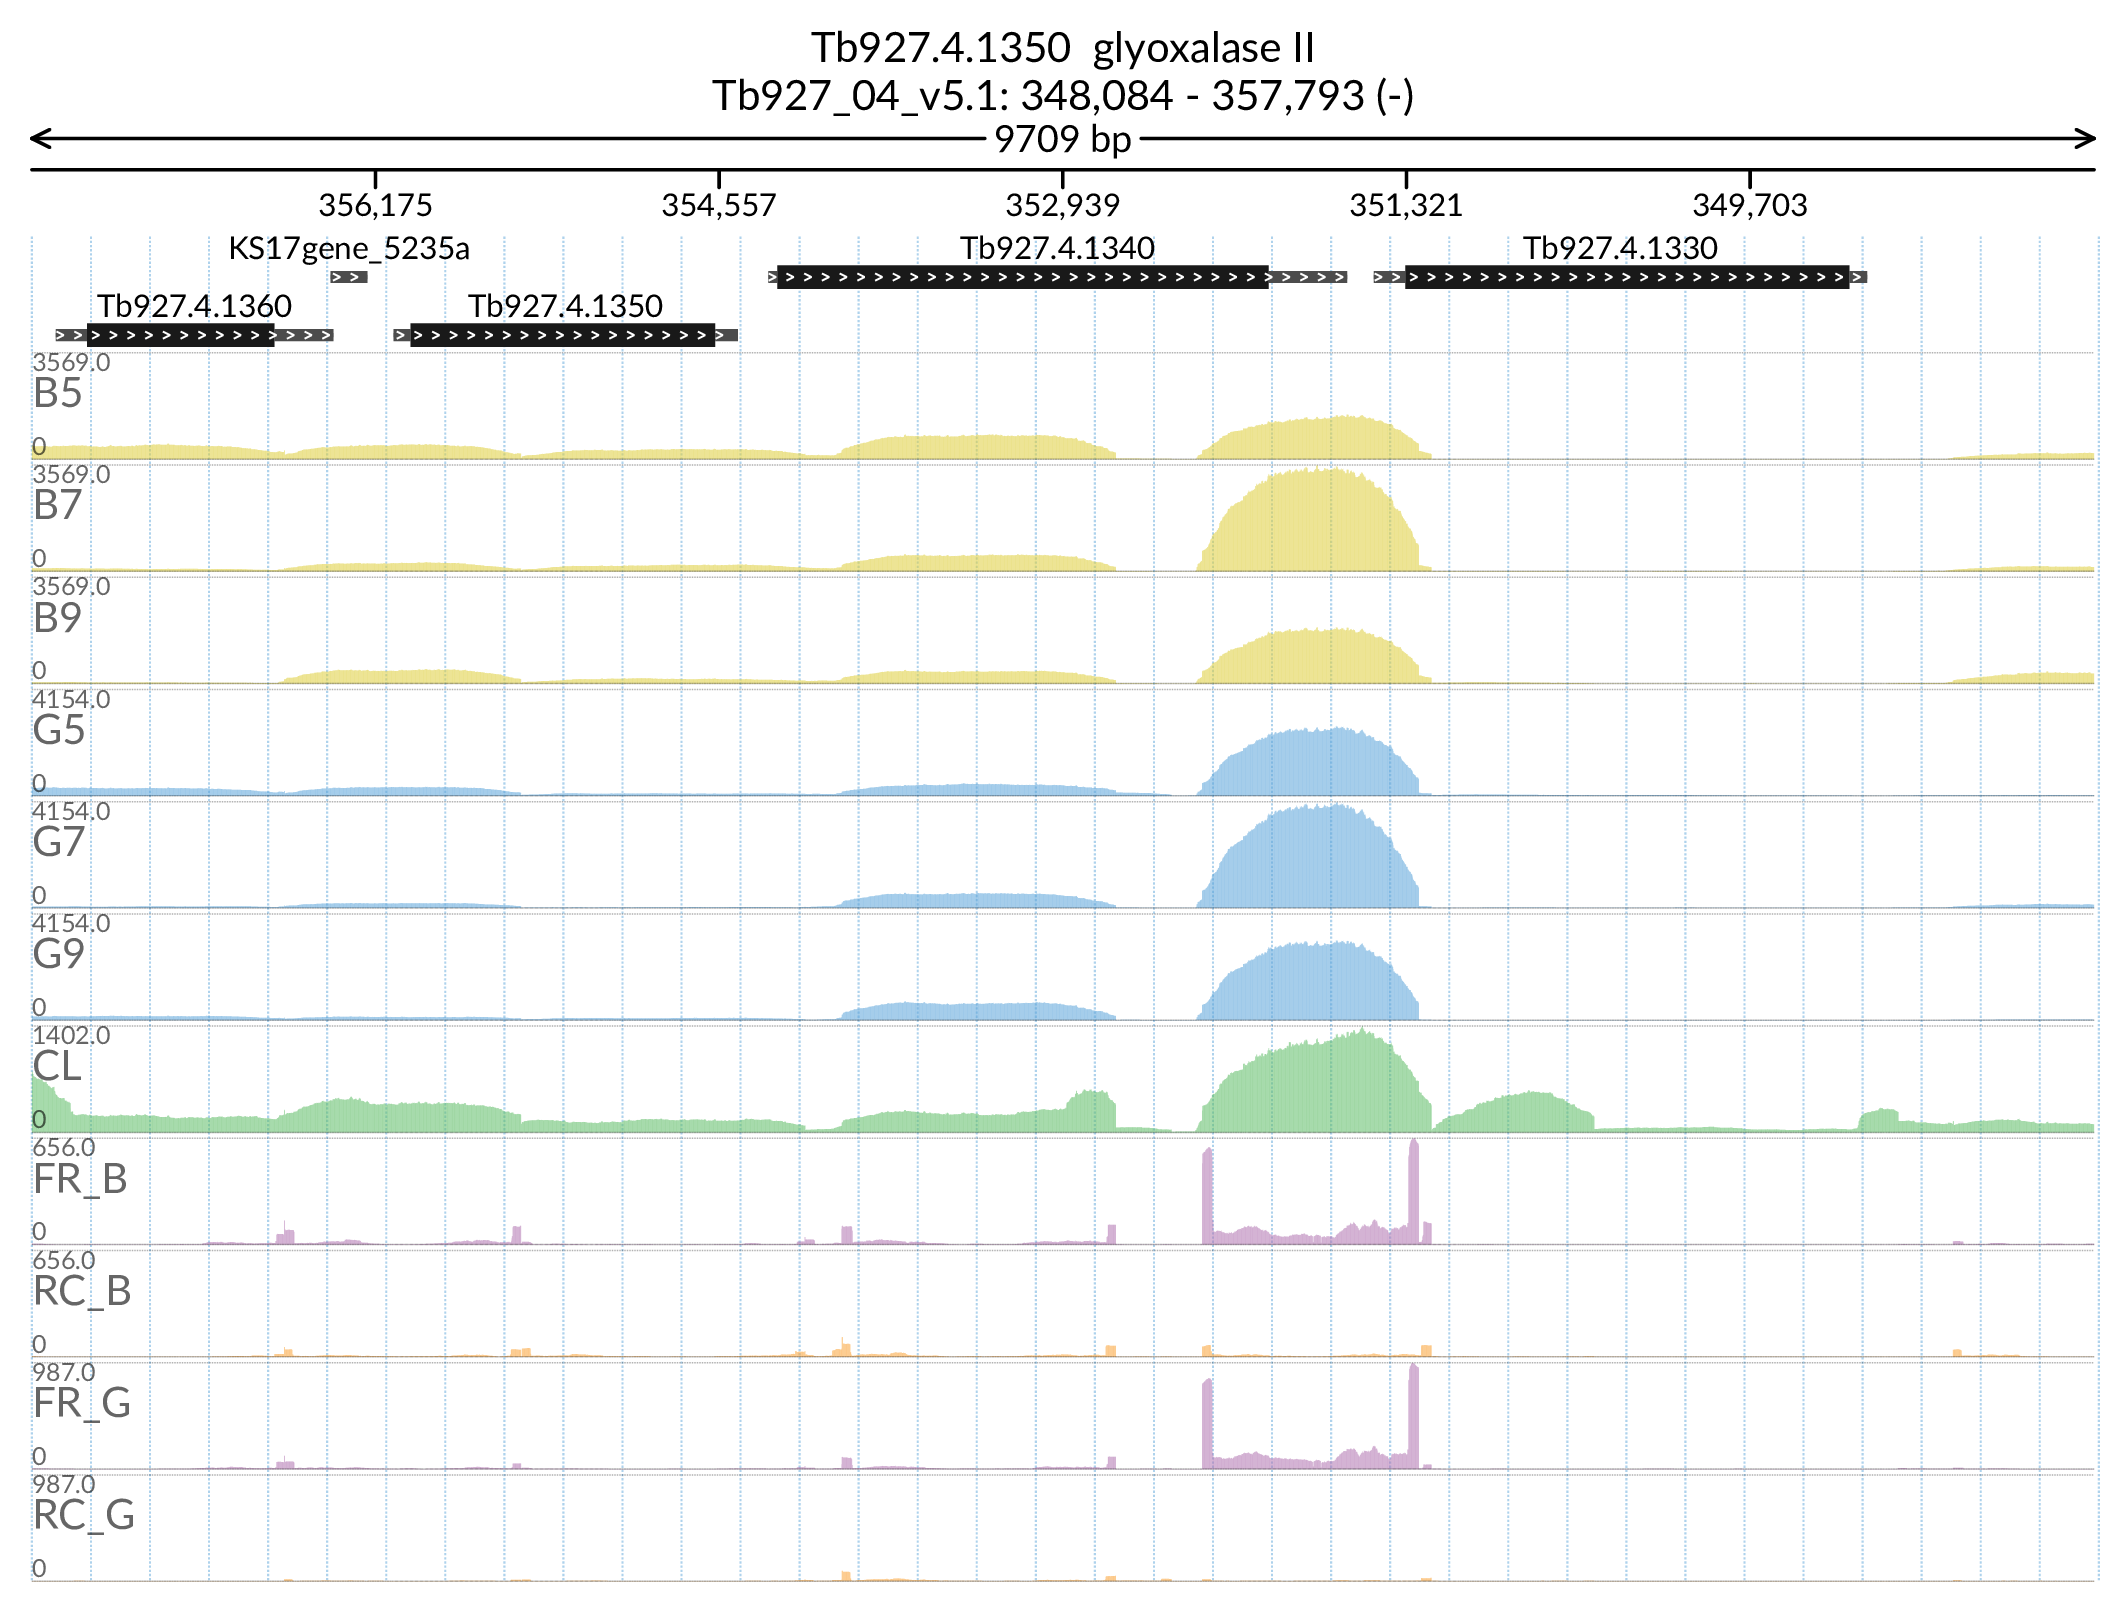 Tb927.4.1350  glyoxalase II
Tb927_04_v5.1: 348,084 - 357,793 (-)
9709 bp
356,175 354,557 352,939 351,321 349,703
KS17gene_5235a Tb927.4.1340 Tb927.4.1330
Tb927.4.1360 Tb927.4.1350
3569.0
B5
0
3569.0
B7
0
3569.0
B9
0
4154.0
G5
0
4154.0
G7
0
4154.0
G9
0
1402.0
CL
0
656.0
FR_B
0
656.0
RC_B
0
987.0
FR_G
0
987.0
RC_G
0